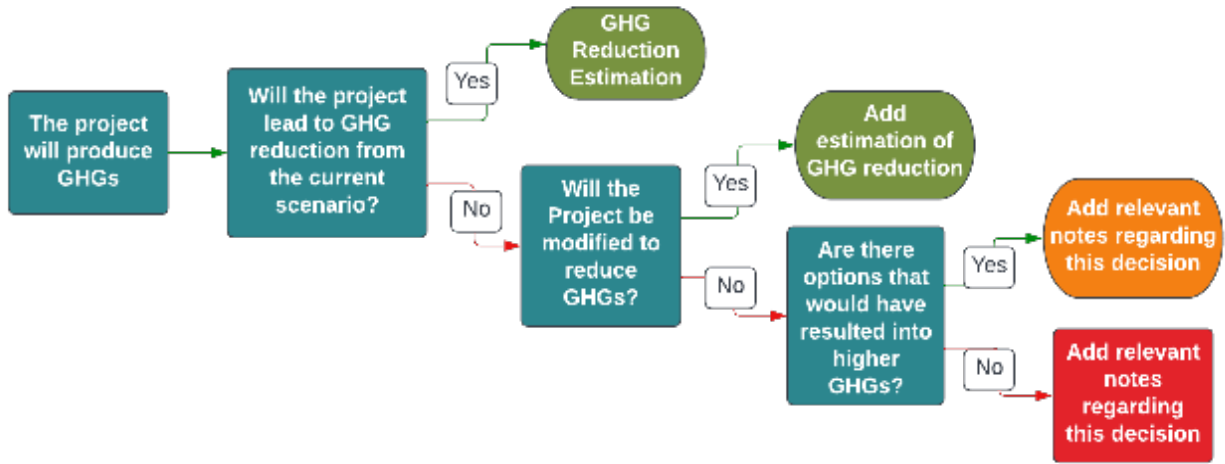 The project
will produce
GHGs
Will the project
lead to GHG
reduction from
the current
scenario?
Yes
GHG
Reduction
Estimation
No
Will the
Project be
modified to
reduce
GHGs?
Yes
Add
estimation of
GHG reduction
No
Are there
options that
would have
resulted into
higher
GHGs?
Yes
Add relevant
notes regarding
this decision
No
Add relevant
notes
regarding
this decision